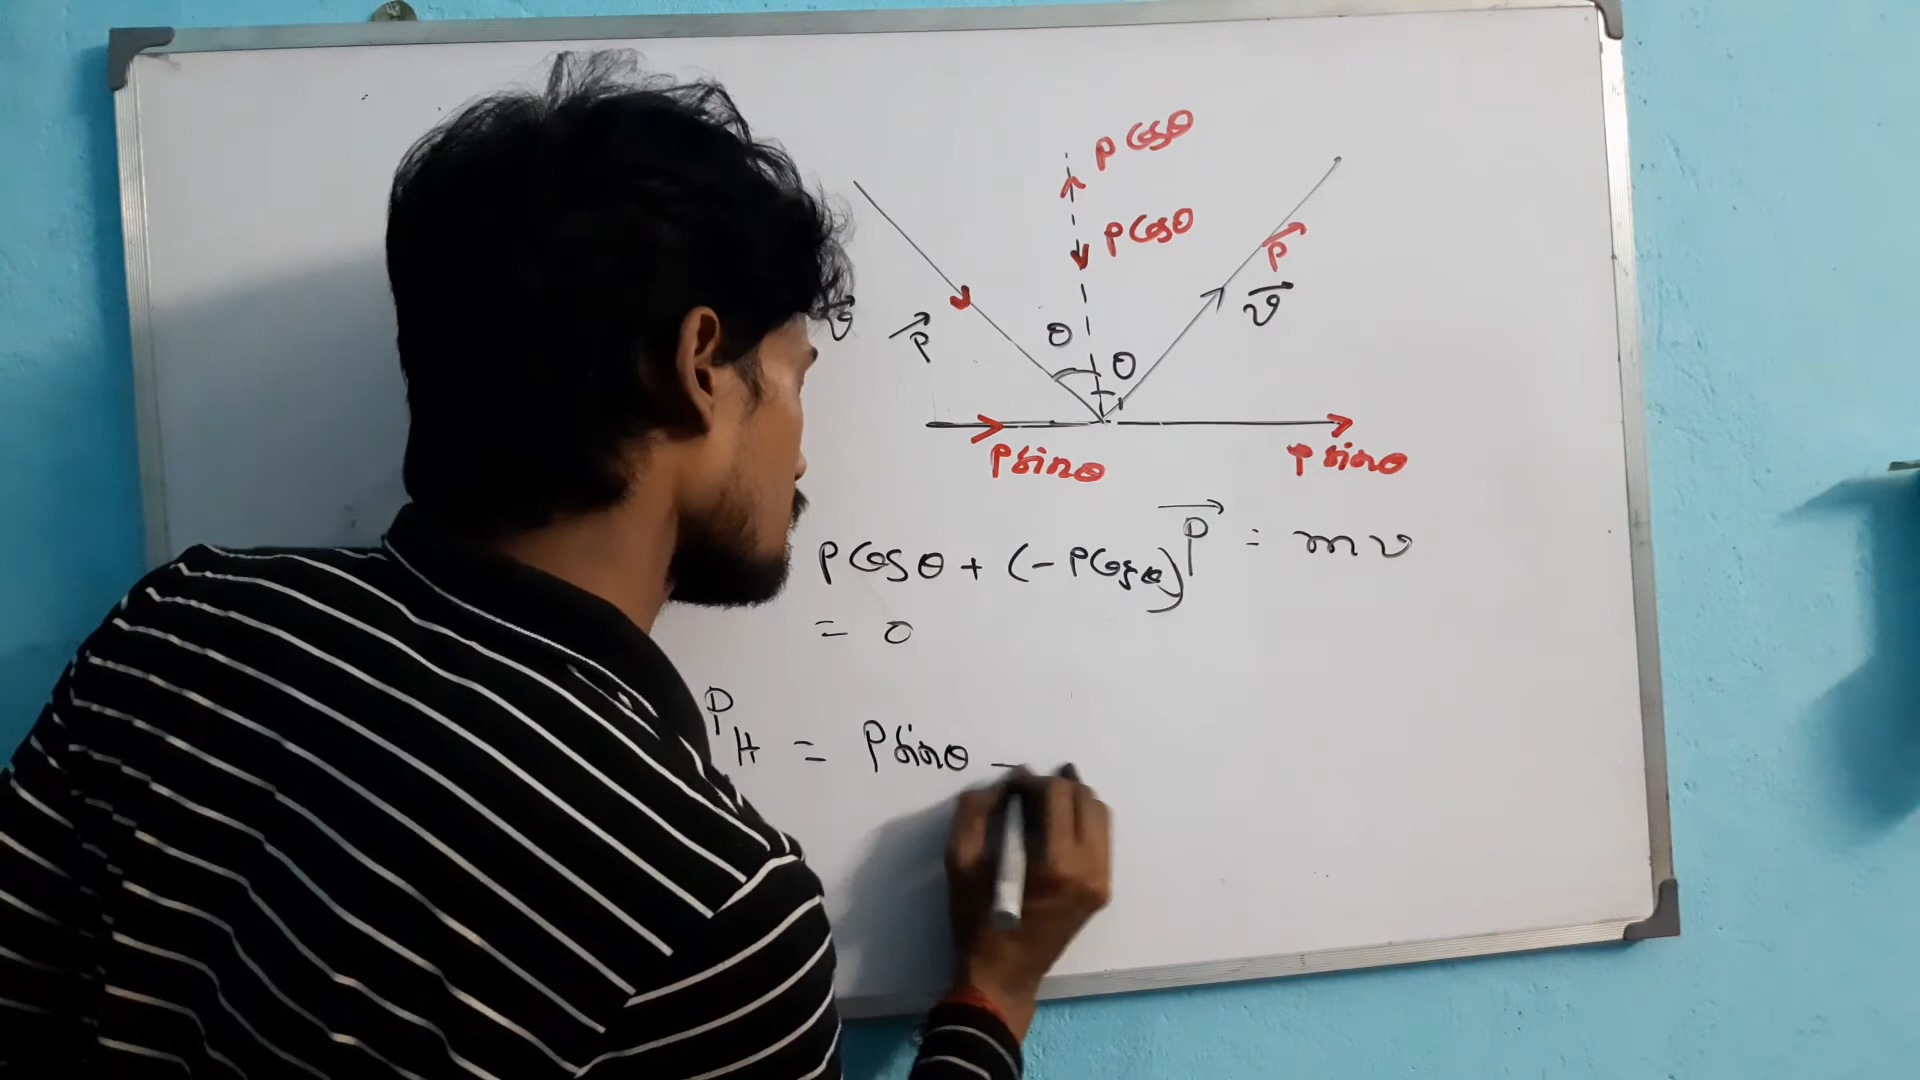 P Cosθ
P Cosθ
P⃗
v⃗
v⃗
P⃗
θ
θ
P sinθ
P sinθ
P⃗ = mv
P Cosθ + (-P Cosθ)
= 0
P_H = P sinθ -